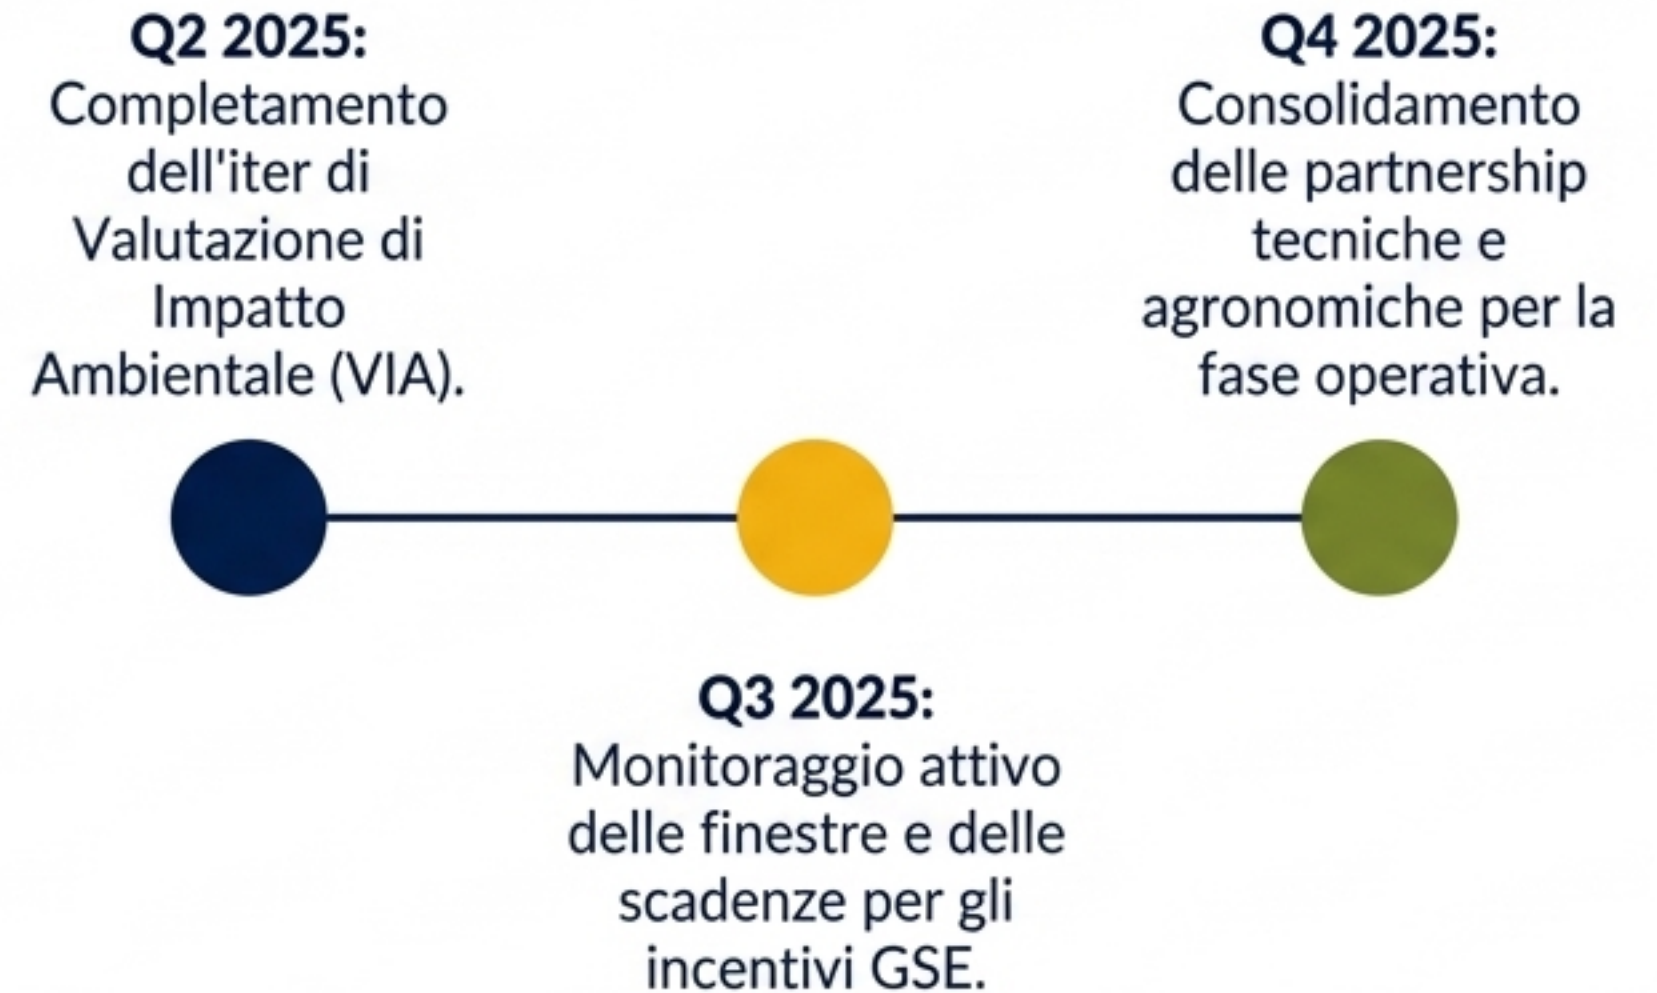 Q2 2025:
Completamento
dell'iter di
Valutazione di
Impatto
Ambientale (VIA).
Q3 2025:
Monitoraggio attivo
delle finestre e delle
scadenze per gli
incentivi GSE.
Q4 2025:
Consolidamento
delle partnership
tecniche e
agronomiche per la
fase operativa.